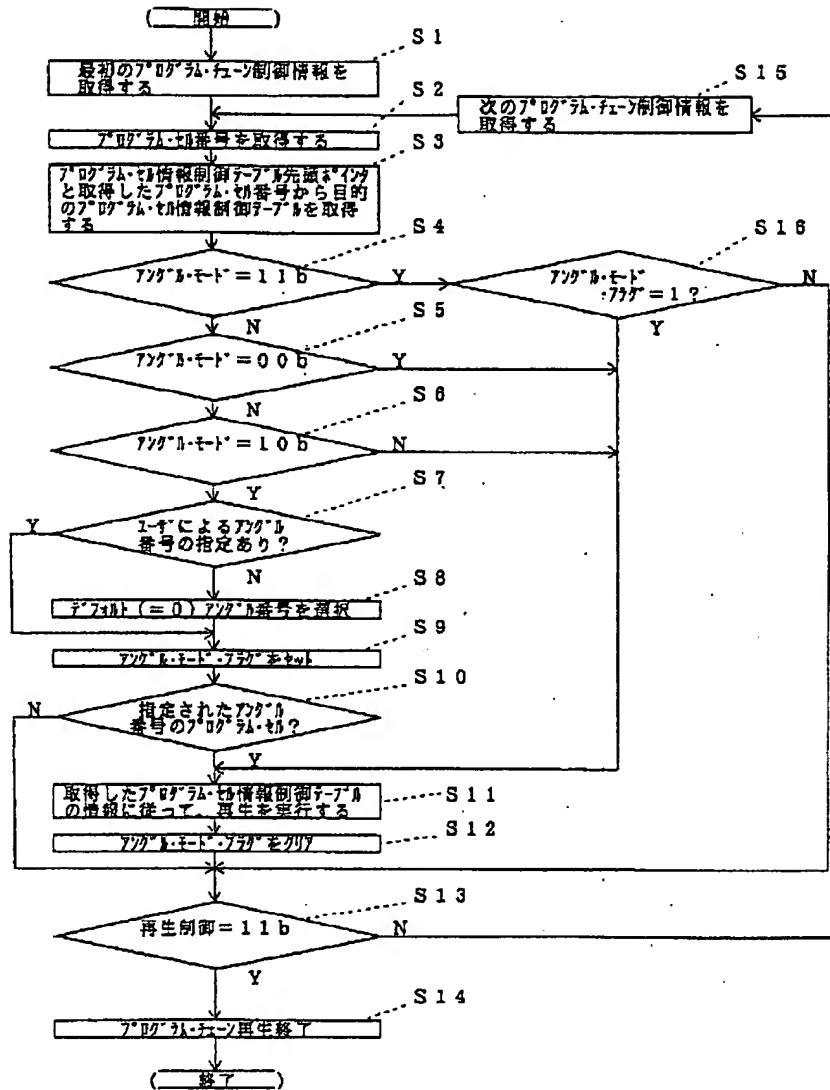 開始
S1
最初のプログラム・チェーン制御情報を
取得する
S15
次のプログラム・チェーン制御情報を
取得する
S2
プログラム・セル番号を取得する
S3
プログラム・セル情報制御テーブル先頭ポインタ
と取得したプログラム・セル番号から目的
のプログラム・セル情報制御テーブルを取得
する
S4
アングル・モード=11b
Y
N
S16
アングル・モード
・フラグ=1?
N
Y
S5
アングル・モード=00b
Y
N
S6
アングル・モード=10b
N
Y
S7
ユーザによるアングル
番号の指定あり?
Y
N
S8
デフォルト(=0)アングル番号を選択
S9
アングル・モード・フラグをセット
S10
指定されたアングル
番号のプログラム・セル?
N
Y
取得したプログラム・セル情報制御テーブル
の情報に従って、再生を実行する
S11
アングル・モード・フラグをクリア
S12
S13
再生制御=11b
N
Y
S14
プログラム・チェーン再生終了
終了